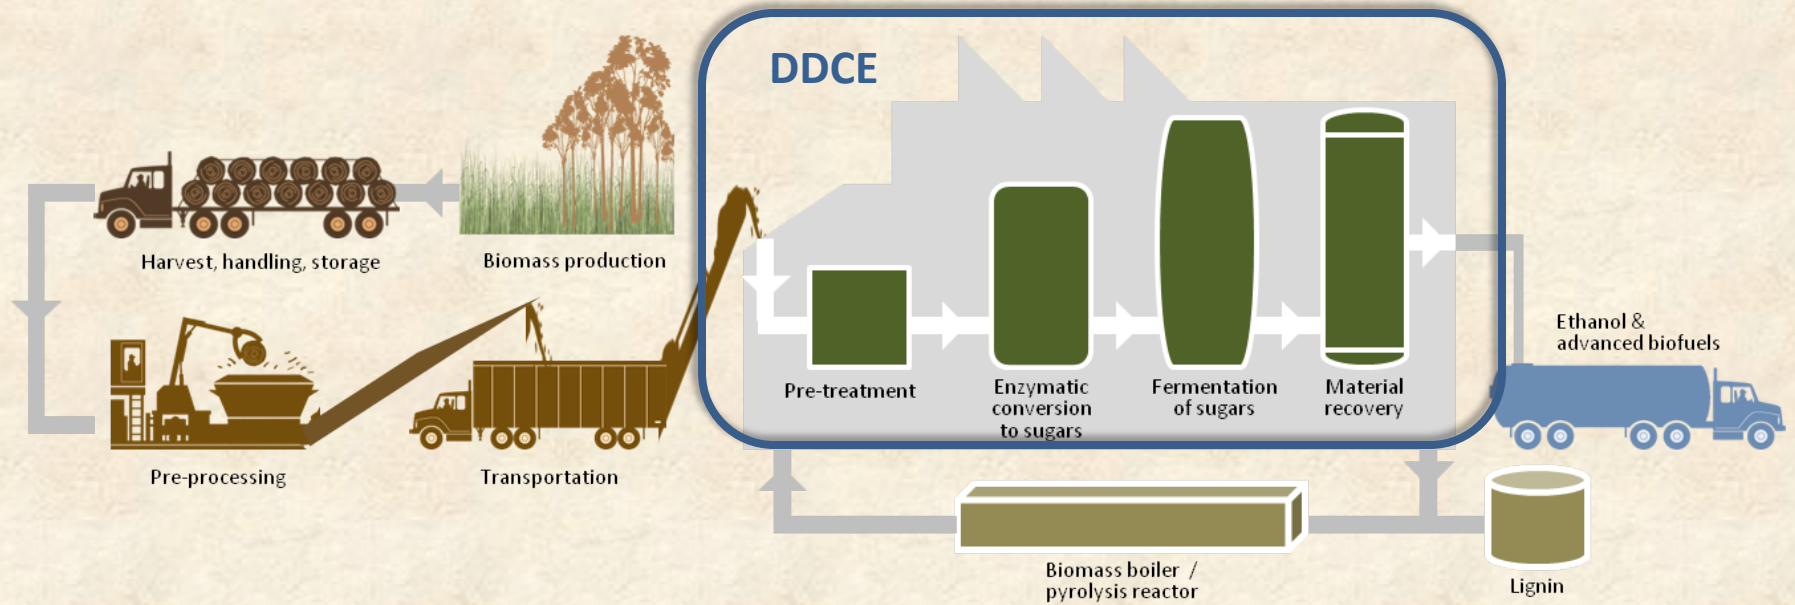 DDCE
Harvest, handling, storage
Biomass production
Pre-processing
Transportation
Pre-treatment
Enzymatic
conversion
to sugars
Fermentation
of sugars
Material
recovery
Ethanol &
advanced biofuels
Biomass boiler /
pyrolysis reactor
Lignin